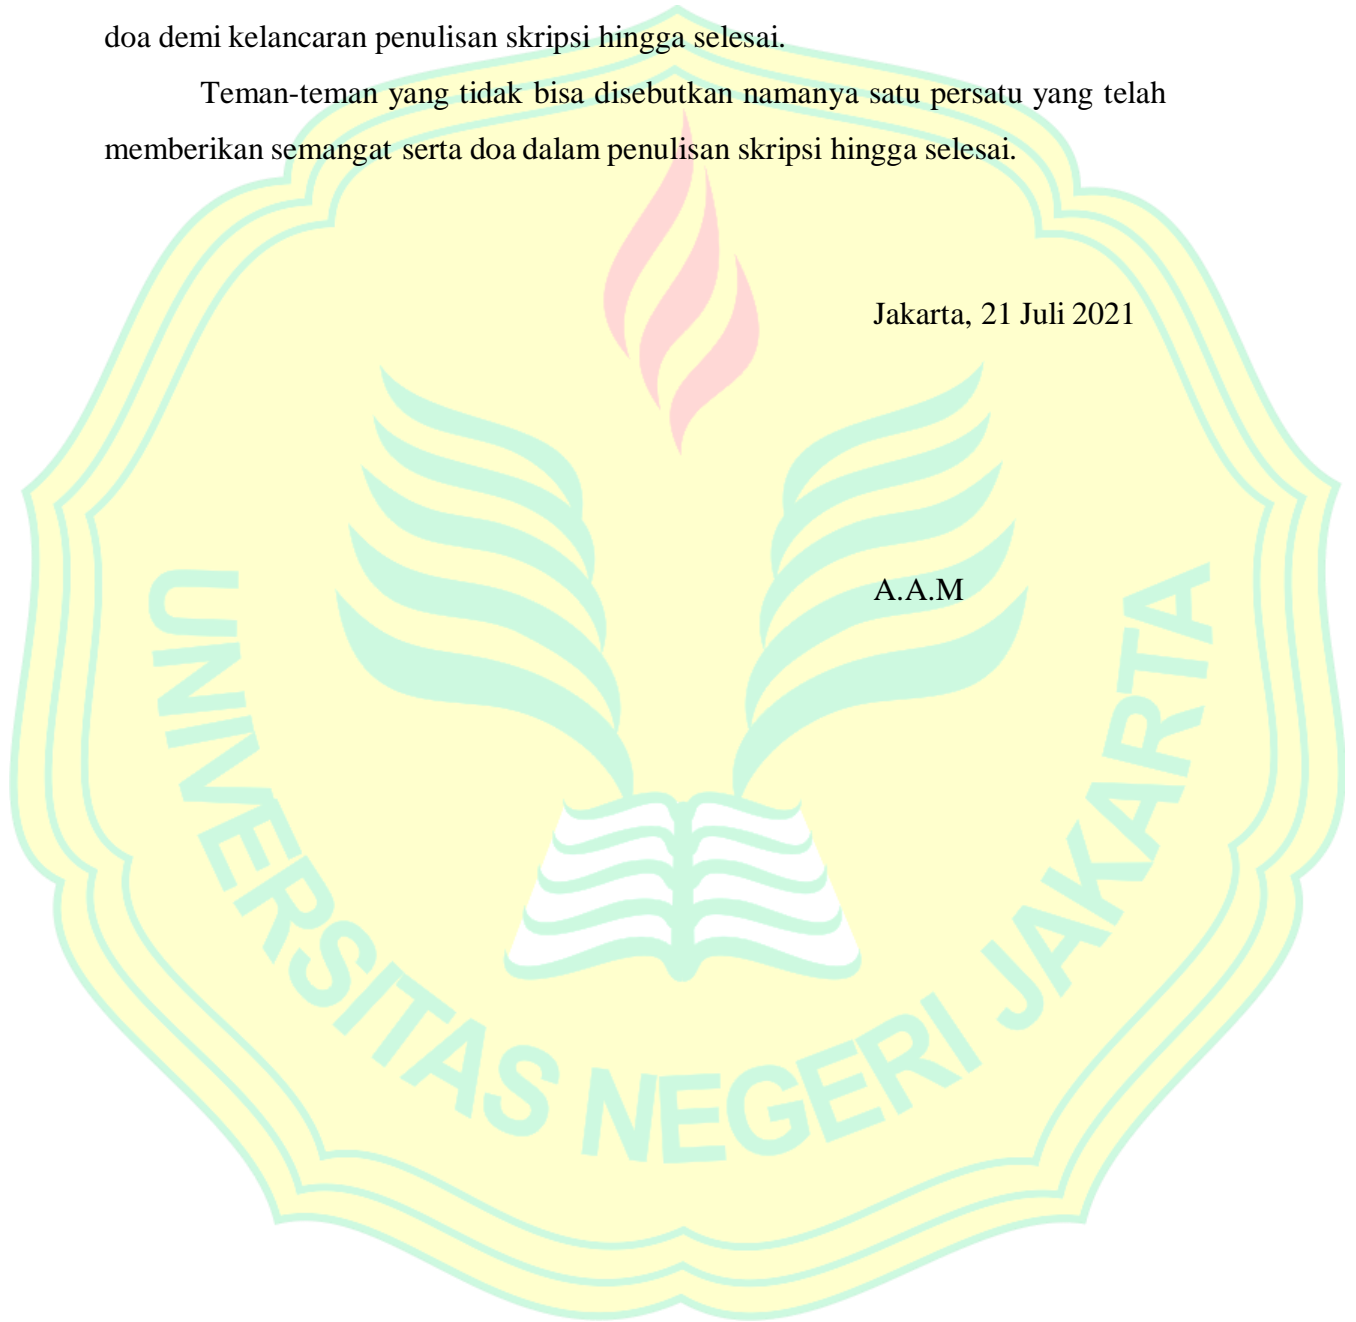 doa demi kelancaran penulisan skripsi hingga selesai.
Teman-teman yang tidak bisa disebutkan namanya satu persatu yang telah
memberikan semangat serta doa dalam penulisan skripsi hingga selesai.
Jakarta, 21 Juli 2021
A.A.M
UNIVERSITAS NEGERI JAKARTA